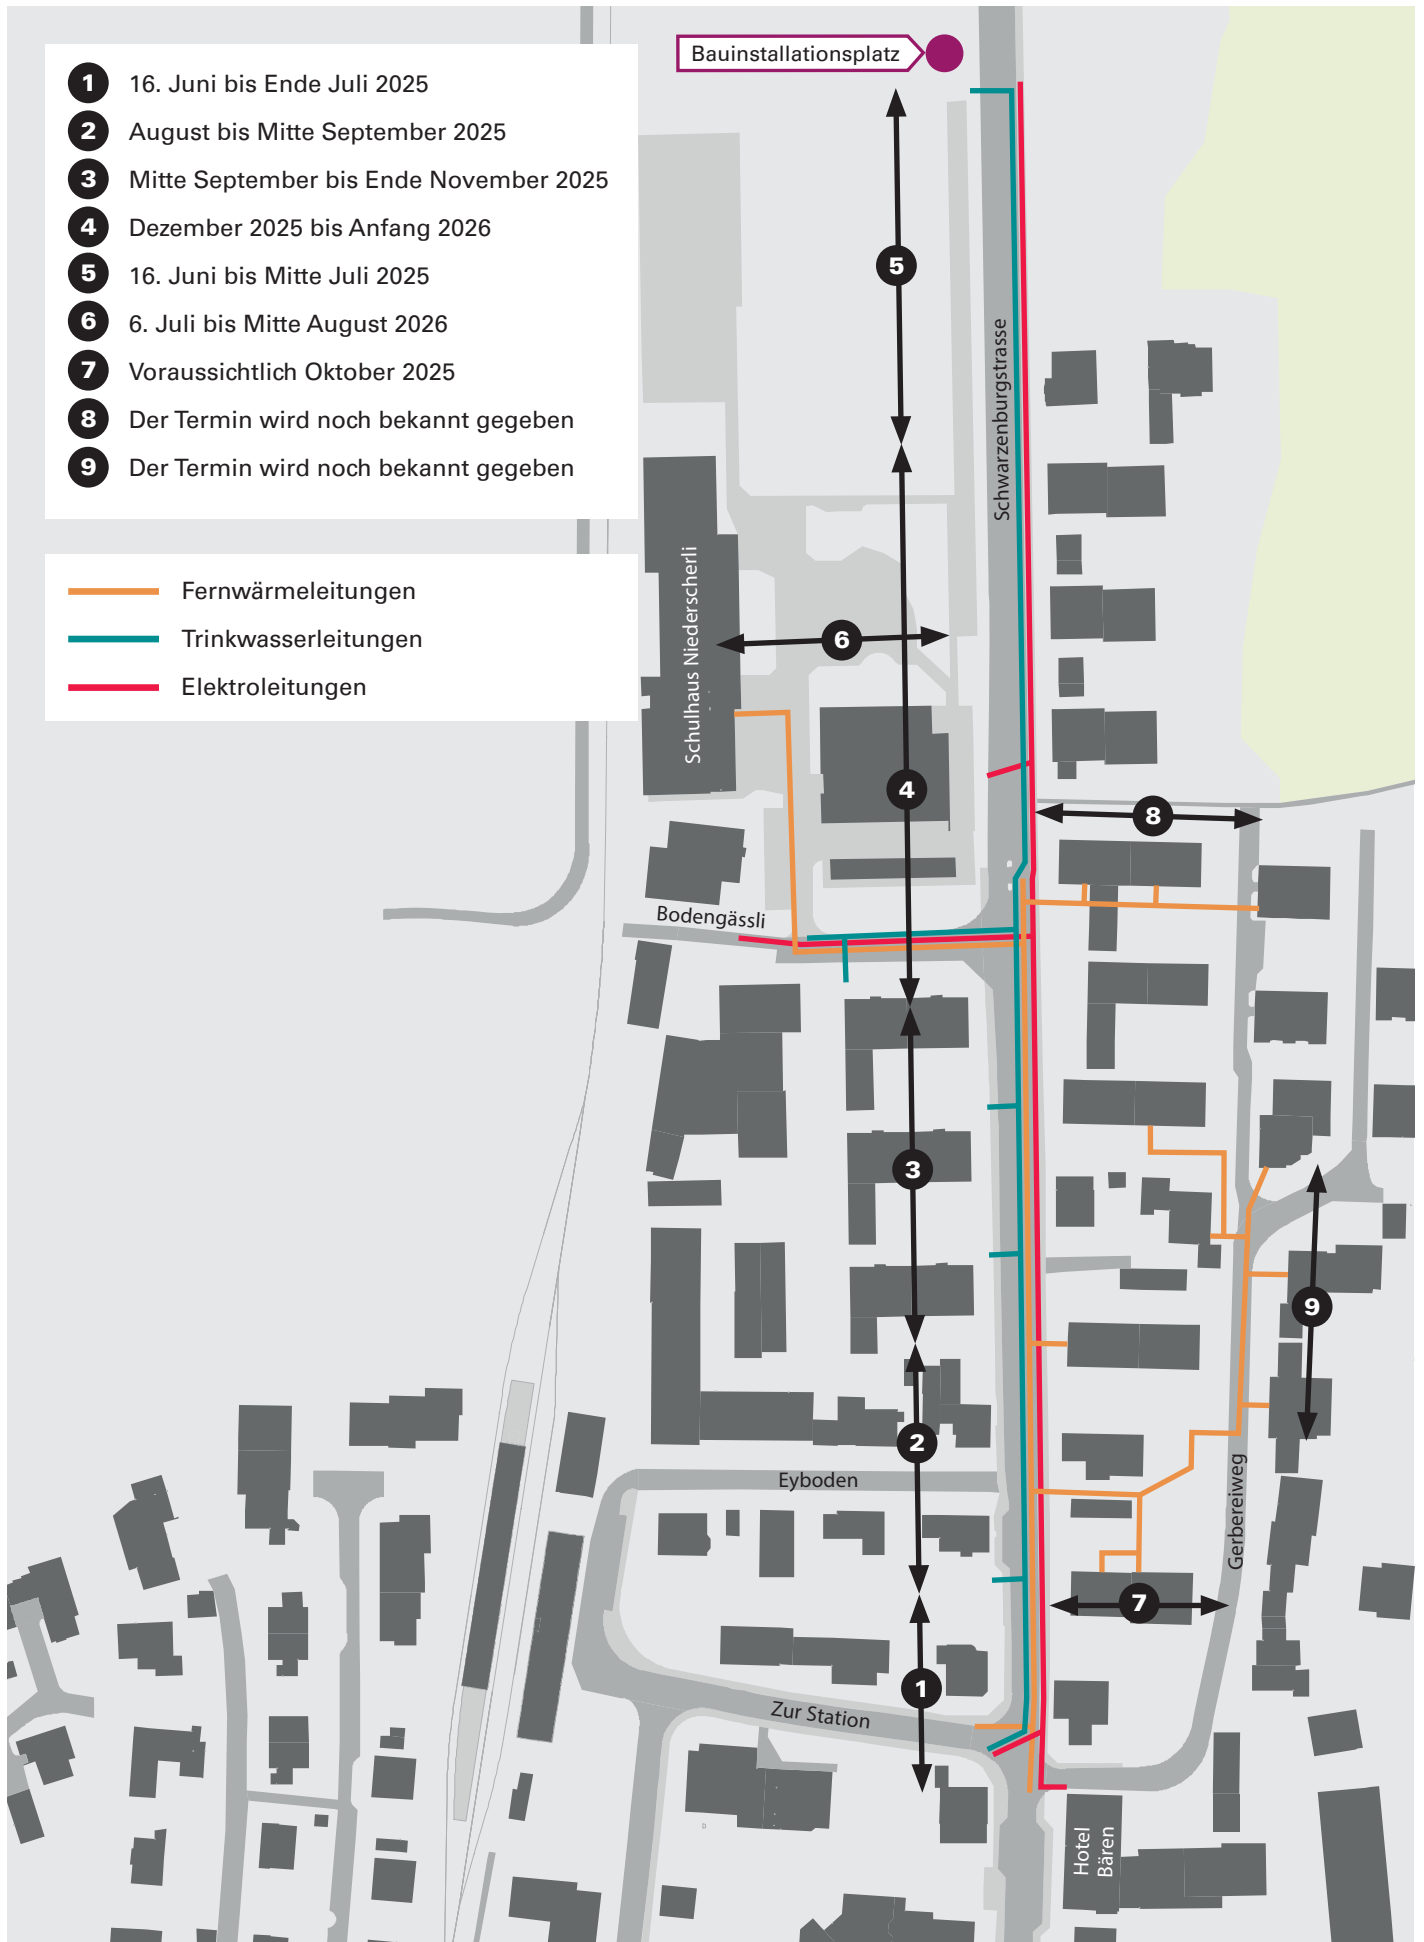 Bauinstallationsplatz
1 16. Juni bis Ende Juli 2025
2 August bis Mitte September 2025
3 Mitte September bis Ende November 2025
4 Dezember 2025 bis Anfang 2026
5 16. Juni bis Mitte Juli 2025
6 6. Juli bis Mitte August 2026
7 Voraussichtlich Oktober 2025
8 Der Termin wird noch bekannt gegeben
9 Der Termin wird noch bekannt gegeben
Fernwärmeleitungen
Trinkwasserleitungen
Elektroleitungen
5
Schwarzenburgstrasse
Schulhaus Niederscherli
6
4
8
Bodengässli
3
9
2
Eyboden
Gerbereiweg
7
1
Zur Station
Hotel
Bären